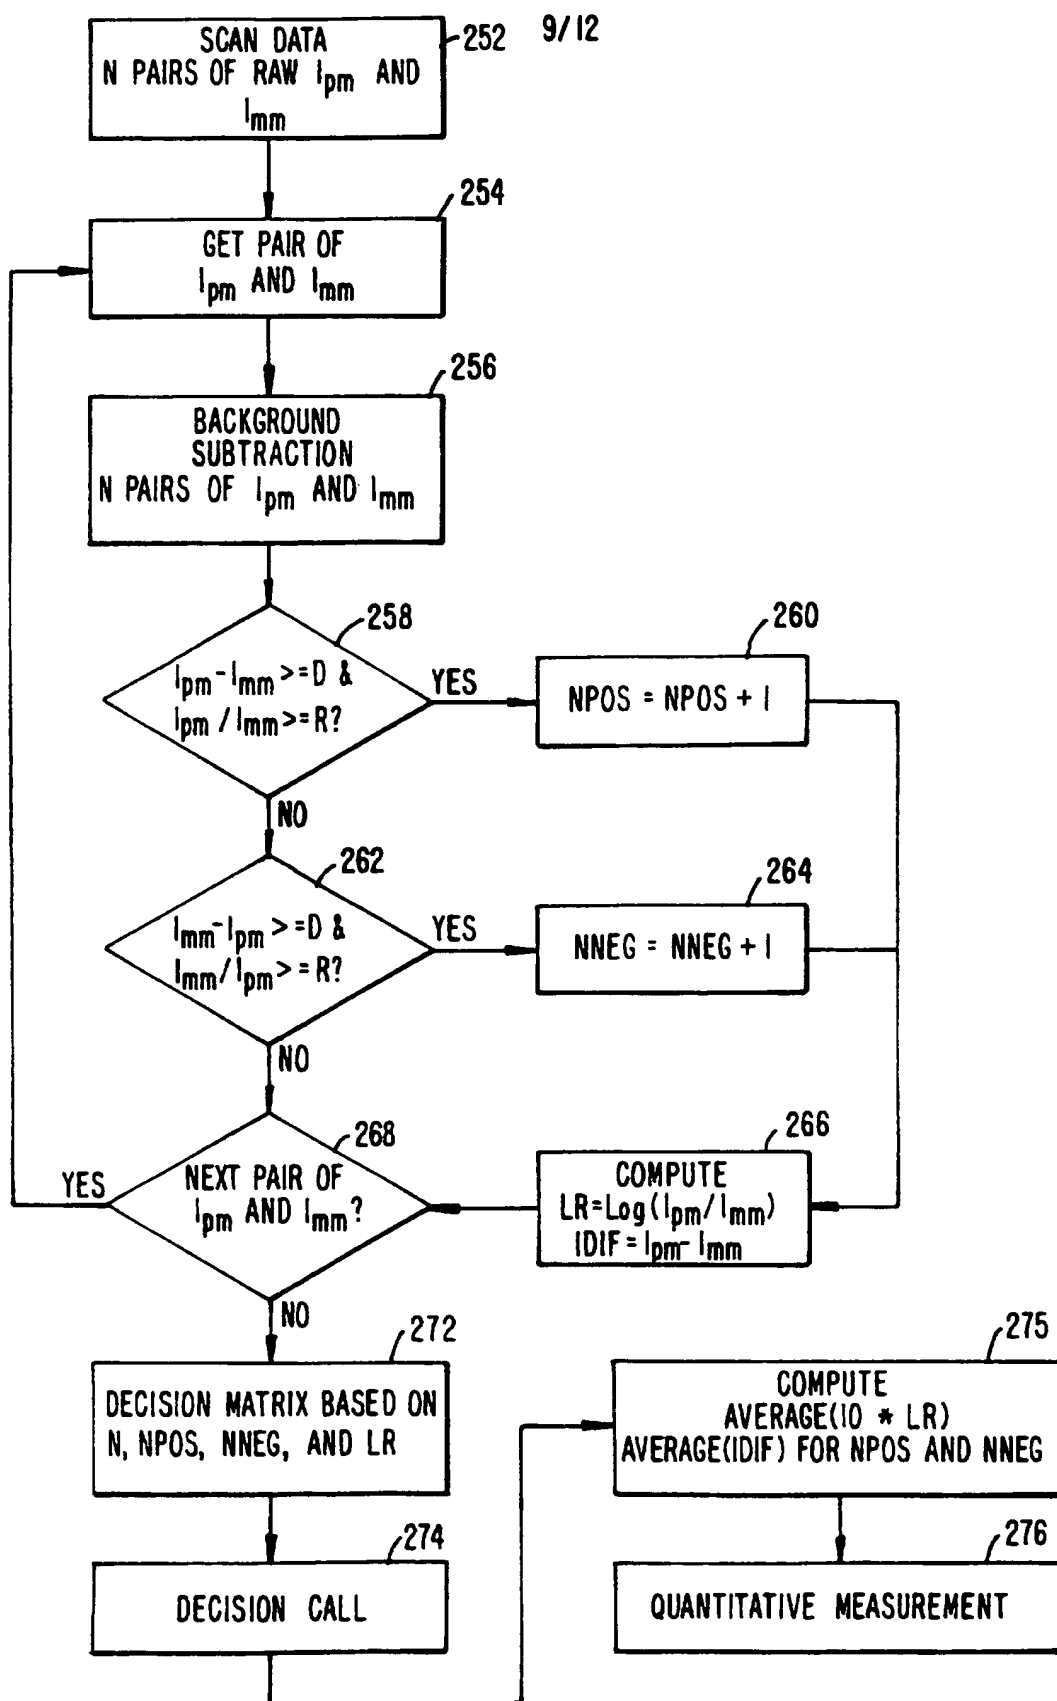 9/12
252
SCAN DATA
N PAIRS OF RAW Ipm AND
Imm
254
GET PAIR OF
Ipm AND Imm
256
BACKGROUND
SUBTRACTION
N PAIRS OF Ipm AND Imm
258
Ipm-Imm>=D &
Ipm / Imm>=R?
YES
260
NPOS = NPOS + 1
NO
262
Imm-Ipm >=D &
Imm/Ipm>=R?
YES
264
NNEG = NNEG + 1
NO
268
NEXT PAIR OF
Ipm AND Imm?
YES
266
COMPUTE
LR=Log(Ipm/Imm)
IDIF=Ipm-Imm
NO
272
DECISION MATRIX BASED ON
N, NPOS, NNEG, AND LR
274
DECISION CALL
275
COMPUTE
AVERAGE(10 * LR)
AVERAGE(IDIF) FOR NPOS AND NNEG
276
QUANTITATIVE MEASUREMENT